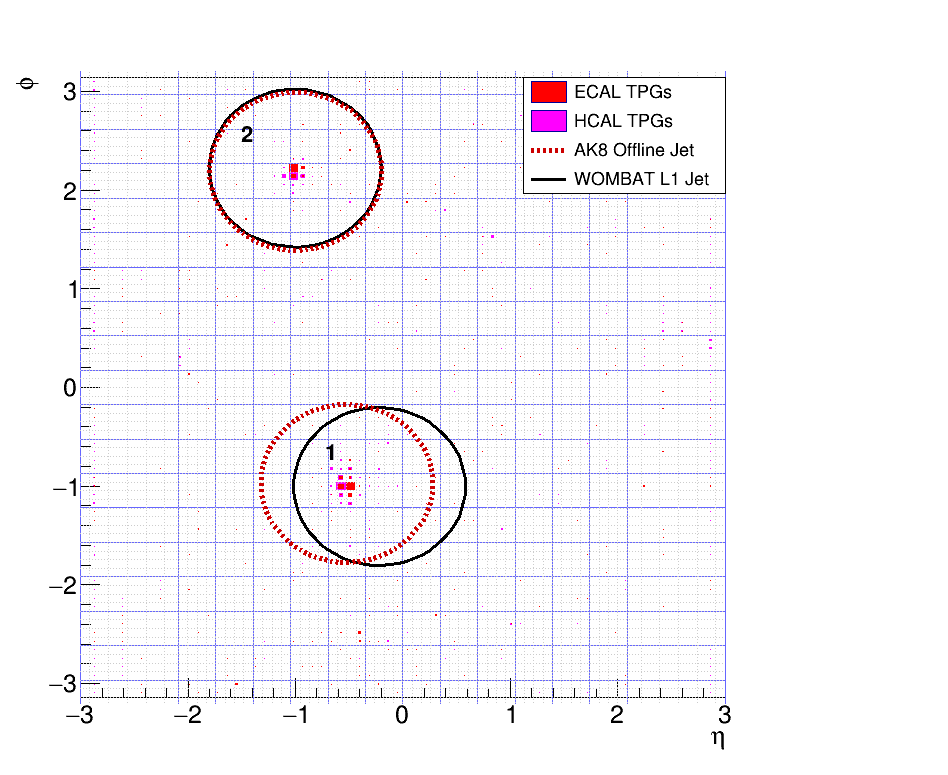 φ
3
2
1
0
−1
−2
−3
2
1
ECAL TPGs
HCAL TPGs
AK8 Offline Jet
WOMBAT L1 Jet
−3 −2 −1 0 1 2 3
η